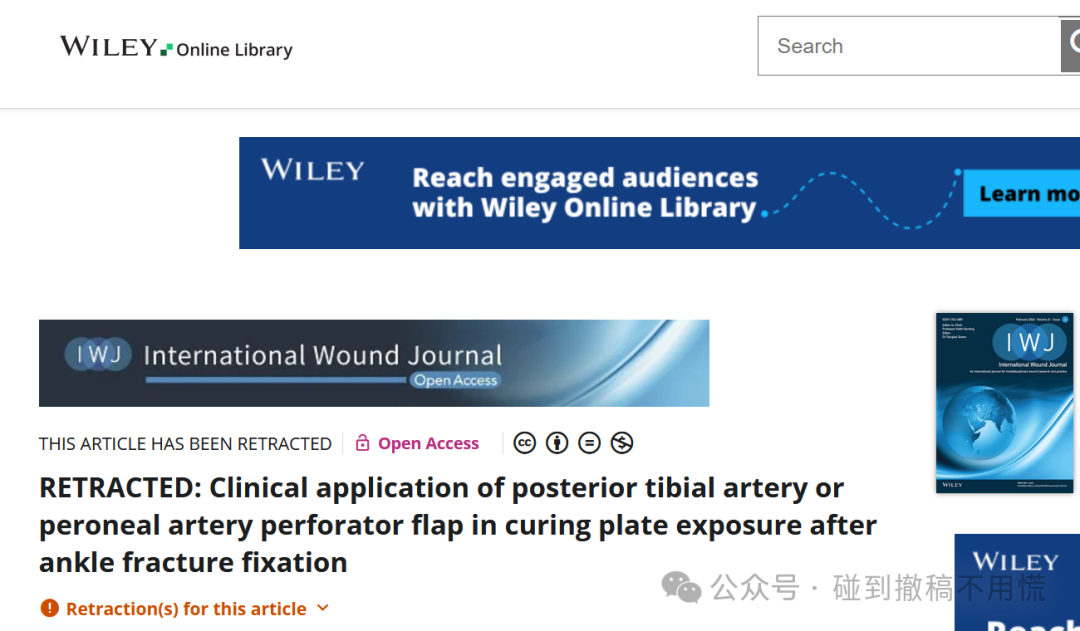 WILEY Online Library
Search
WILEY
Reach engaged audiences
with Wiley Online Library
Learn mo
IWJ International Wound Journal
Open Access
IWJ
International Wound Journal
WILEY
THIS ARTICLE HAS BEEN RETRACTED
Open Access
cc
RETRACTED: Clinical application of posterior tibial artery or
peroneal artery perforator flap in curing plate exposure after
ankle fracture fixation
Retraction(s) for this article
WILEY
Reach
公众号 · 碰到撤稿不用慌